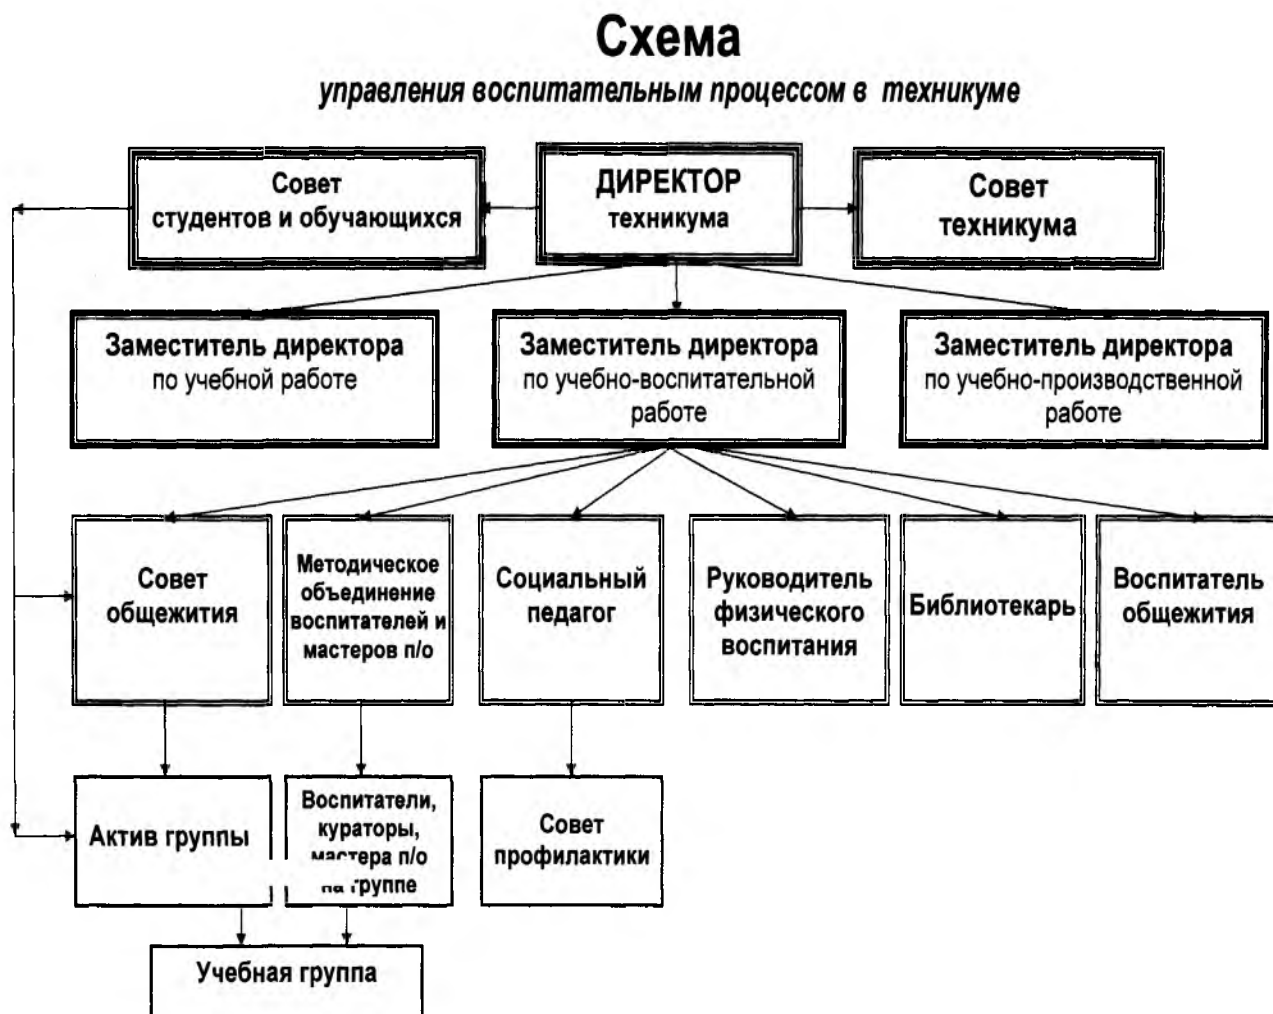 Схема
управления воспитательным процессом в техникуме
Совет
студентов и обучающихся
ДИРЕКТОР
техникума
Совет
техникума
Заместитель директора
по учебной работе
Заместитель директора
по учебно-воспитательной
работе
Заместитель директора
по учебно-производственной
работе
Совет
общежития
Методическое
объединение
воспитателей и
мастеров п/о
Социальный
педагог
Руководитель
физического
воспитания
Библиотекарь
Воспитатель
общежития
Актив группы
Воспитатели,
кураторы,
мастера п/о
группе
Совет
профилактики
Учебная группа